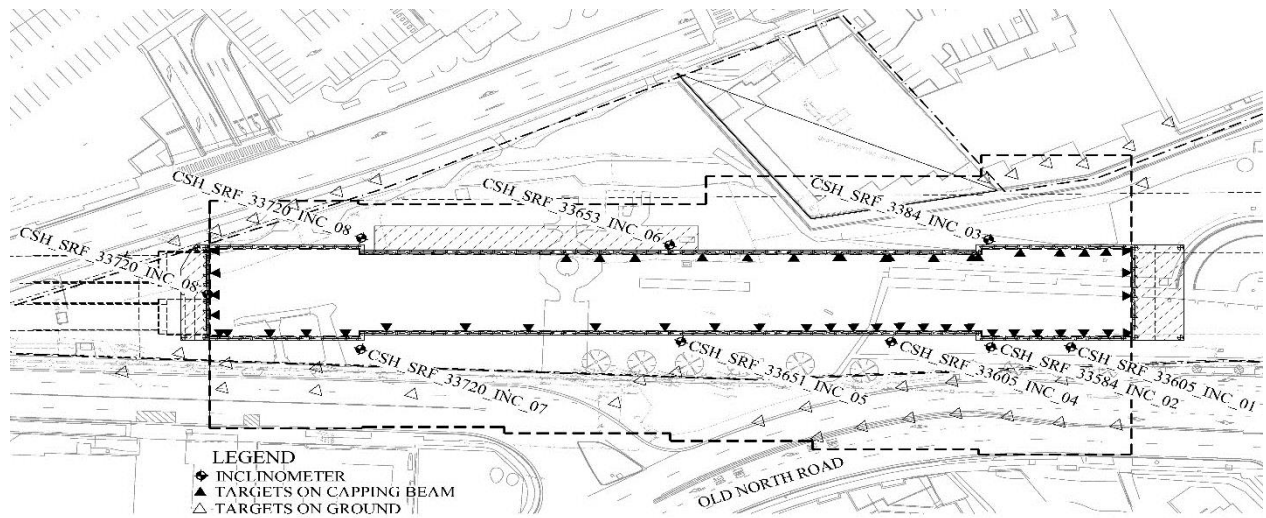 CSH_SRF_33720_INC_08
CSH_SRF_33653_INC_06
CSH_SRF_3384_INC_03
CSH_SRF_33720_INC_08
CSH_SRF_33720_INC_07
CSH_SRF_33651_INC_05
CSH_SRF_33605_INC_04
CSH_SRF_33584_INC_02
CSH_SRF_33605_INC_01
OLD NORTH ROAD
LEGEND
INCLINOMETER
TARGETS ON CAPPING BEAM
TARGETS ON GROUND